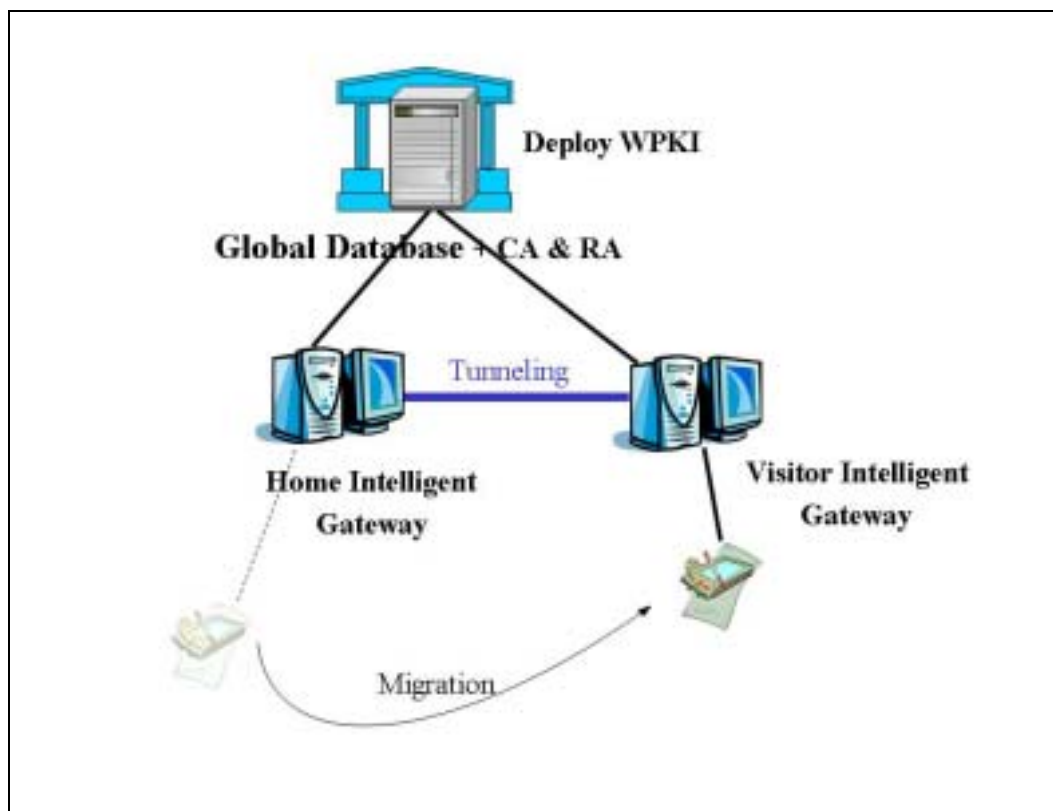 Deploy WPKI
Global Database + CA & RA
Tunneling
Home Intelligent
Gateway
Visitor Intelligent
Gateway
Migration